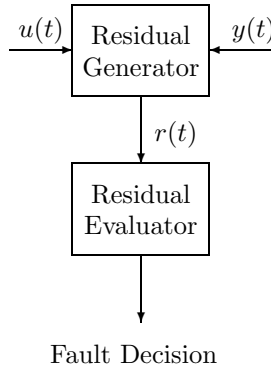 u(t)
Residual
Generator
y(t)
r(t)
Residual
Evaluator
Fault Decision